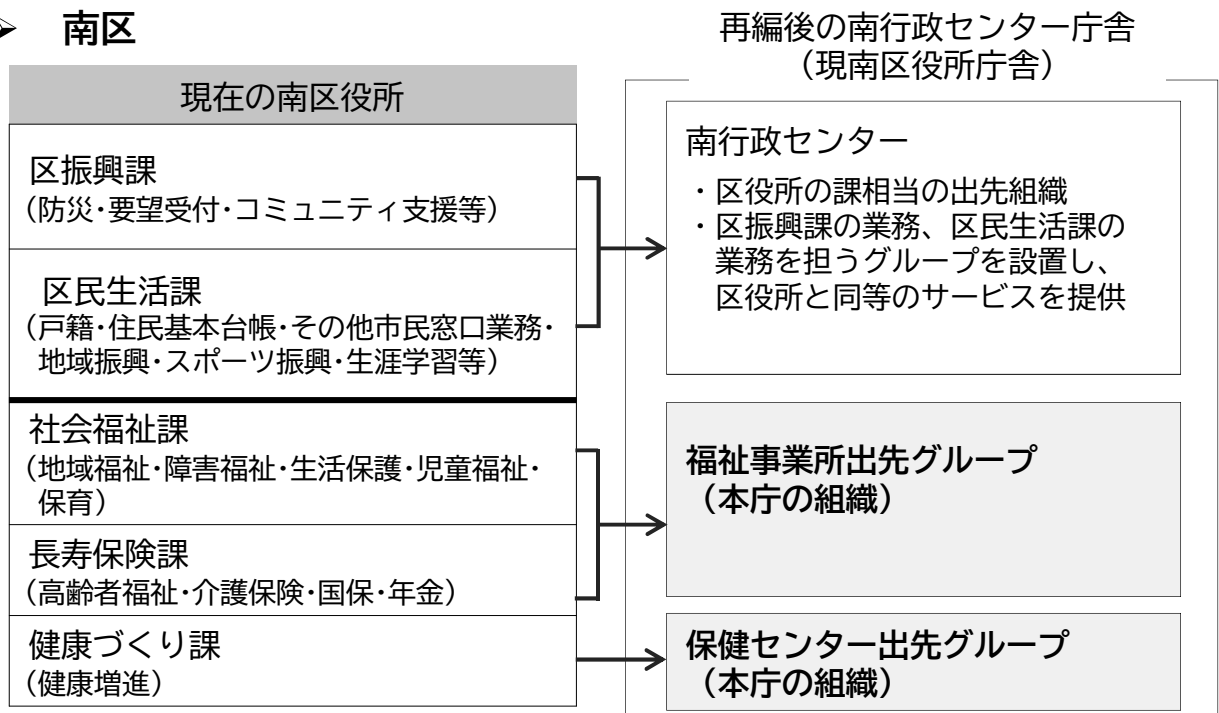 ➢ 南区
現在の南区役所
区振興課
（防災・要望受付・コミュニティ支援等）
区民生活課
（戸籍・住民基本台帳・その他市民窓口業務・
地域振興・スポーツ振興・生涯学習等）
社会福祉課
（地域福祉・障害福祉・生活保護・児童福祉・
保育）
長寿保険課
（高齢者福祉・介護保険・国保・年金）
健康づくり課
（健康増進）
再編後の南行政センター庁舎
（現南区役所庁舎）
南行政センター
・区役所の課相当の出先組織
・区振興課の業務、区民生活課の
業務を担うグループを設置し、
区役所と同等のサービスを提供
福祉事業所出先グループ
（本庁の組織）
保健センター出先グループ
（本庁の組織）